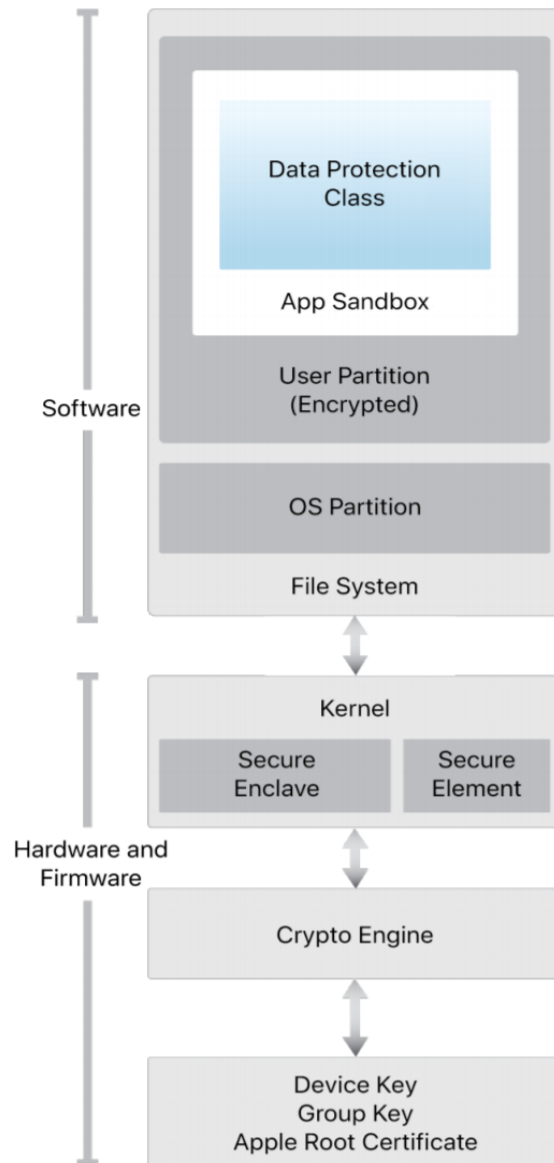 Data Protection
Class
App Sandbox
User Partition
(Encrypted)
Software
OS Partition
File System
Kernel
Secure
Enclave
Secure
Element
Hardware and
Firmware
Crypto Engine
Device Key
Group Key
Apple Root Certificate